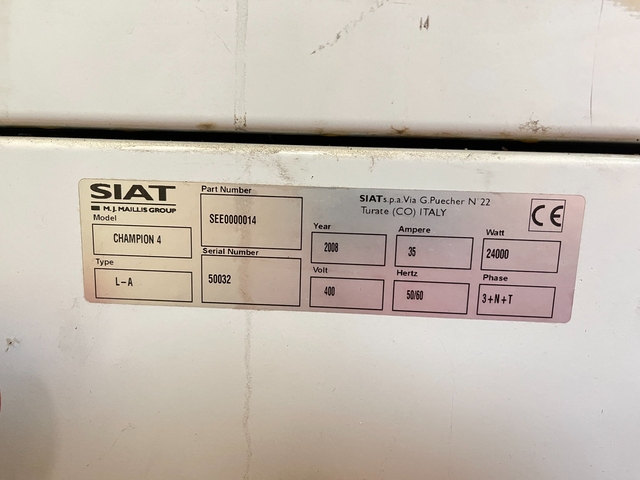 SIAT
M.J. MAILLIS GROUP
Model
CHAMPION 4
Type
L-A
Part Number
SEE0000014
Serial Number
50032
SIAT s.p.a. Via G.Puecher N°22
Turate (CO) ITALY
CE
Year
2008
Ampere
35
Watt
24000
Volt
400
Hertz
50/60
Phase
3+N+T